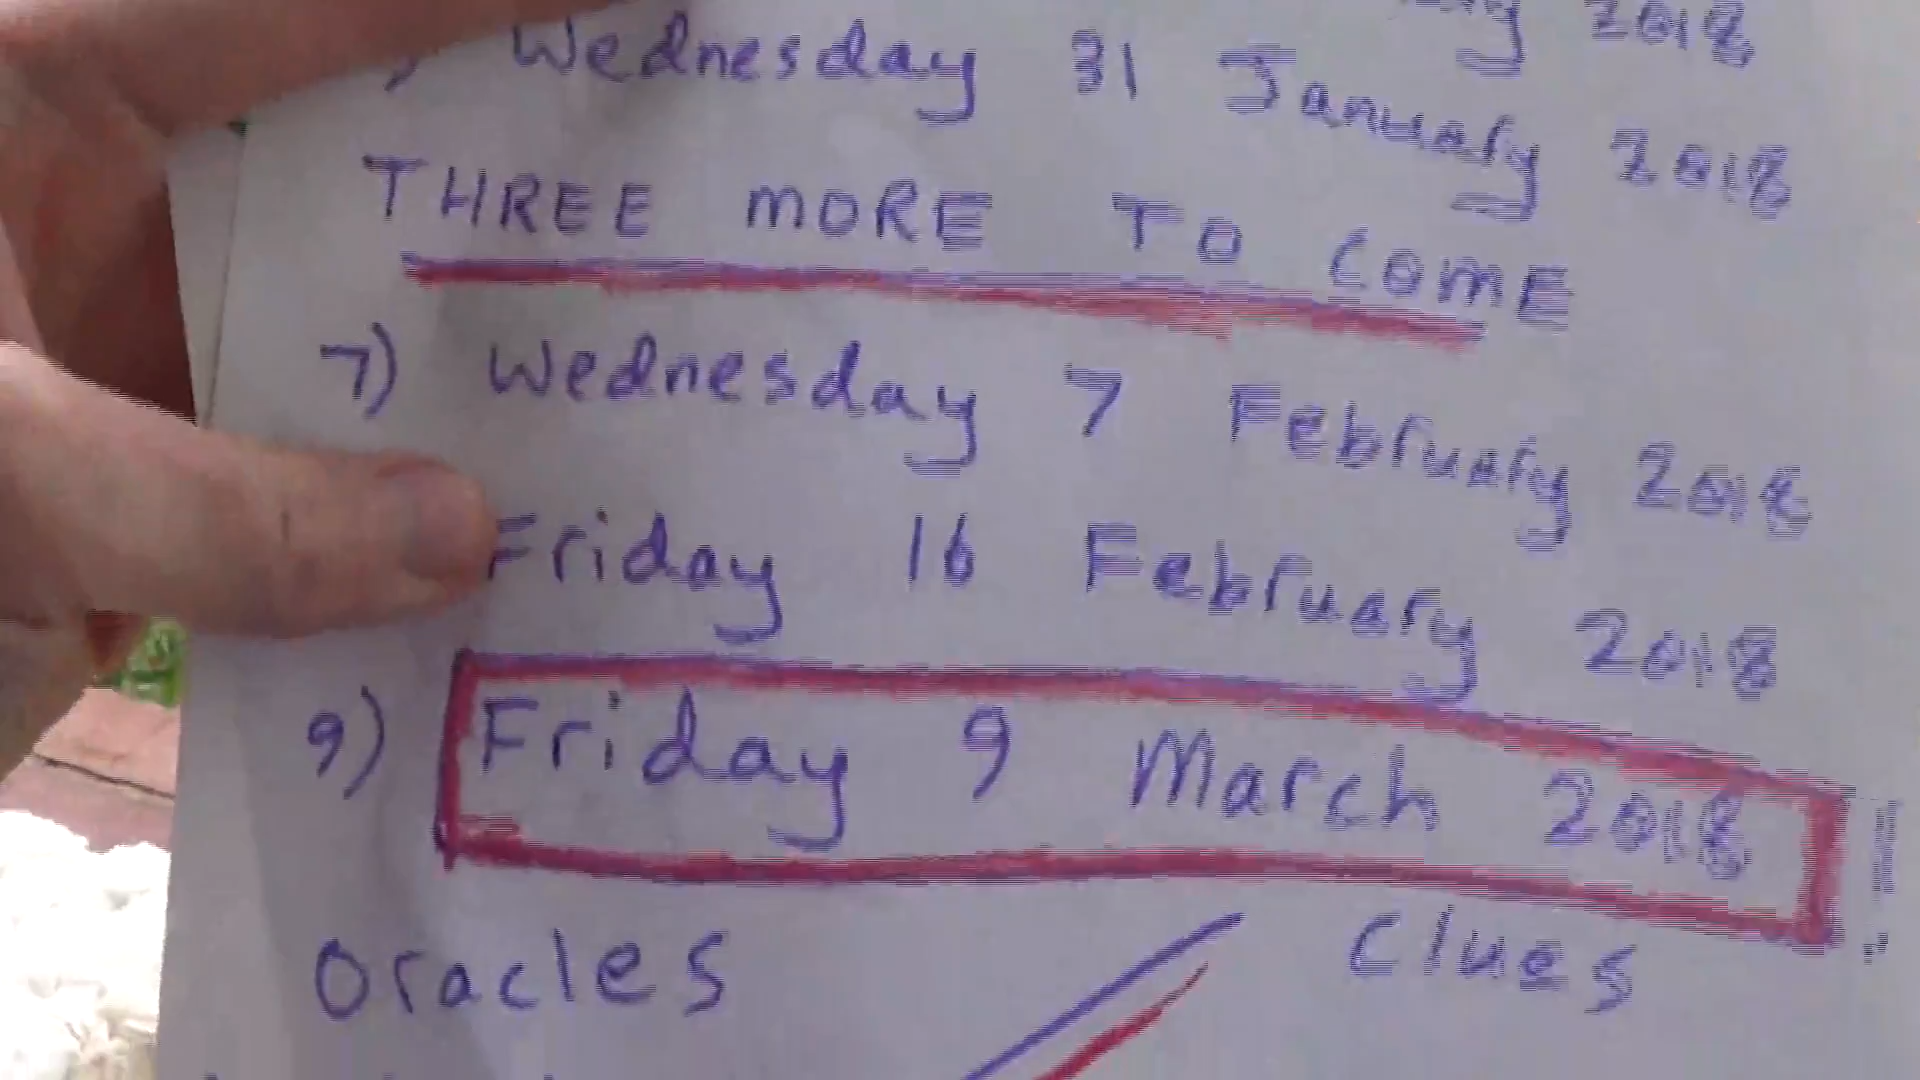 2018
) Wednesday 31 January 2018
THREE MORE TO COME
7) Wednesday 7 February 2018
Friday 16 February 2018
9) Friday 9 March 2018 !!
Oracles Clues